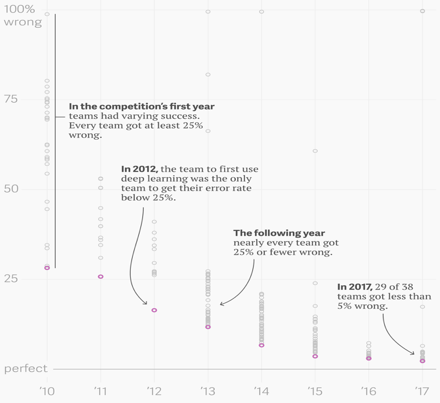 100%
wrong
75
In the competition's first year
teams had varying success.
Every team got at least 25%
wrong.
In 2012, the team to first use
deep learning was the only
team to get their error rate
below 25%.
50
The following year
nearly every team got
25% or fewer wrong.
25
In 2017, 29 of 38
teams got less than
5% wrong.
perfect
'10 '11 '12 '13 '14 '15 '16 '17